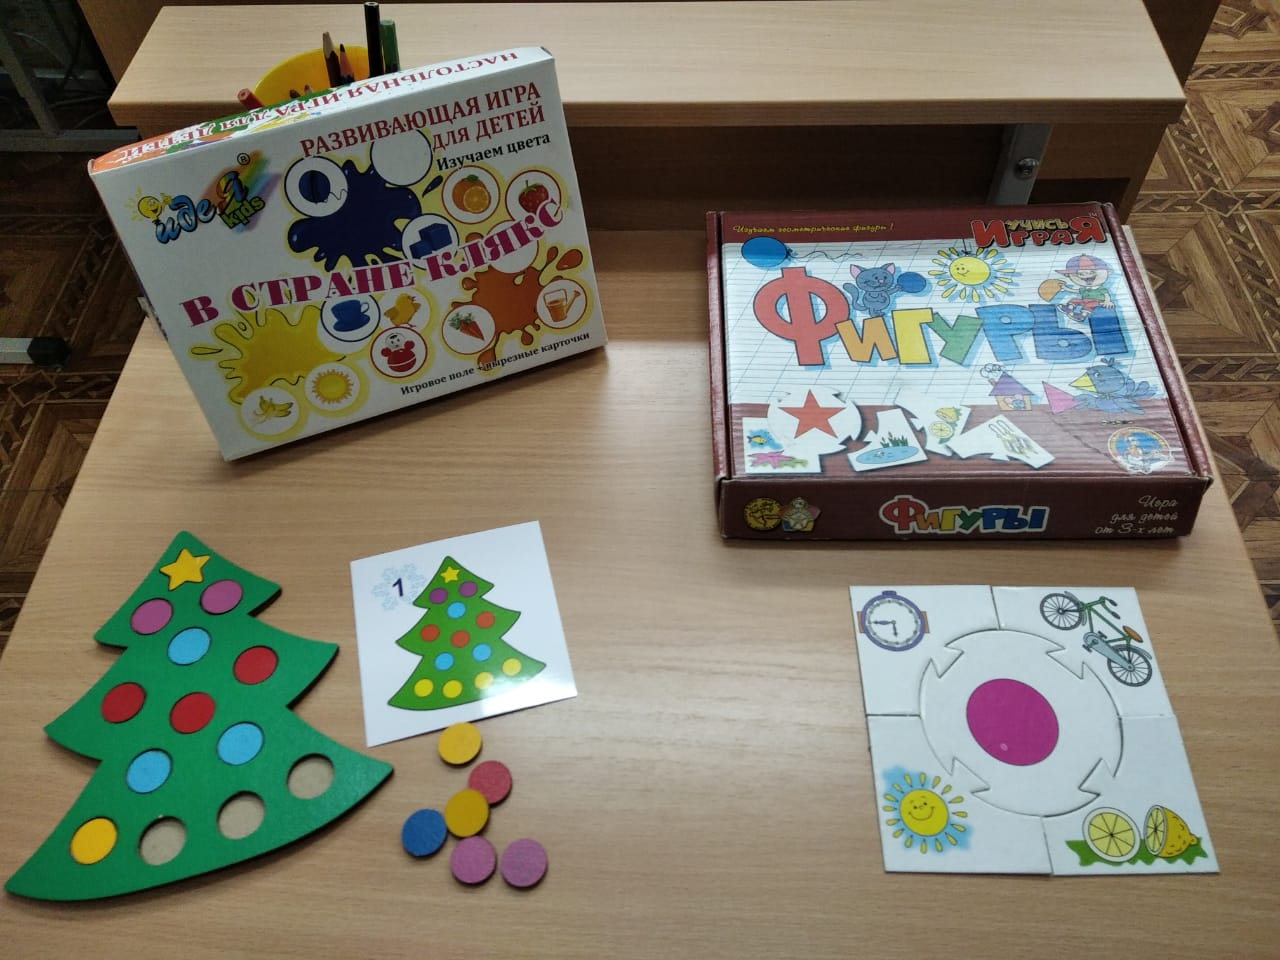 НАСТОЛЬНАЯ ИГРА ДЛЯ ДЕТЕЙ
идея kids ®
РАЗВИВАЮЩАЯ ИГРА
ДЛЯ ДЕТЕЙ
Изучаем цвета
В СТРАНЕ КЛЯКС
Игровое поле + вырезные карточки
Изучаем геометрические фигуры!
УЧИСЬ
ИГРАЯ
ФИГУРЫ
ФИГУРЫ
Игра
для детей
от 3-х лет
1